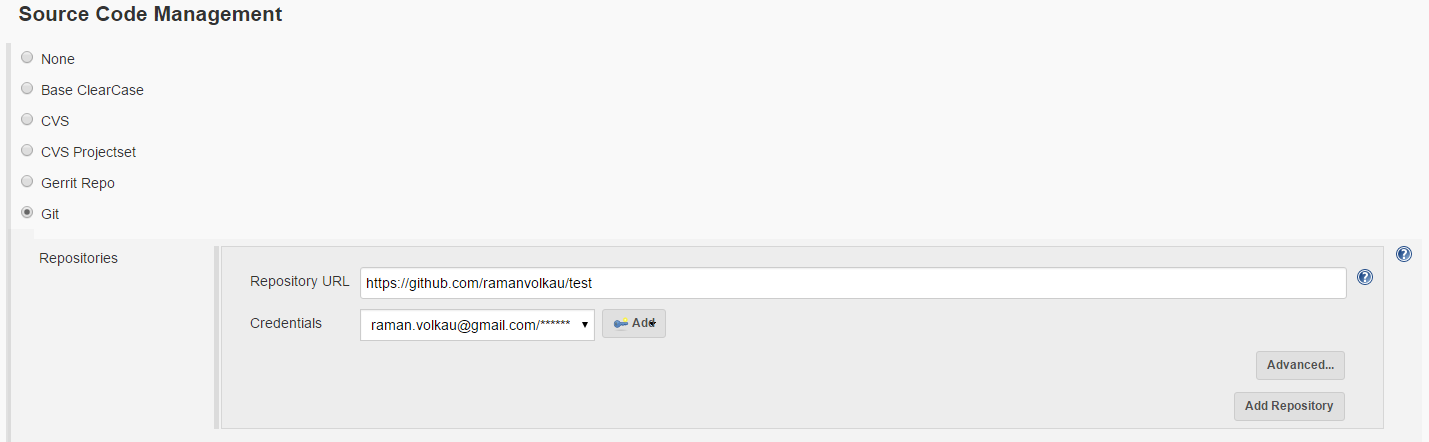 Source Code Management
None
Base ClearCase
CVS
CVS Projectset
Gerrit Repo
Git
Repositories
Repository URL https://github.com/ramanvolkau/test
Credentials raman.volkau@gmail.com/****** Add
Advanced...
Add Repository